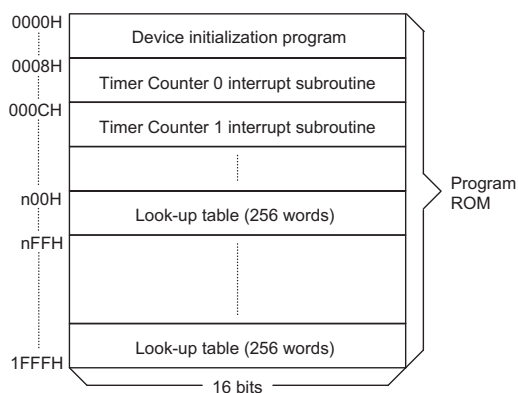 0000H
Device initialization program
0008H
Timer Counter 0 interrupt subroutine
000CH
Timer Counter 1 interrupt subroutine
n00H
Look-up table (256 words)
nFFH
Program
ROM
Look-up table (256 words)
1FFFH
16 bits